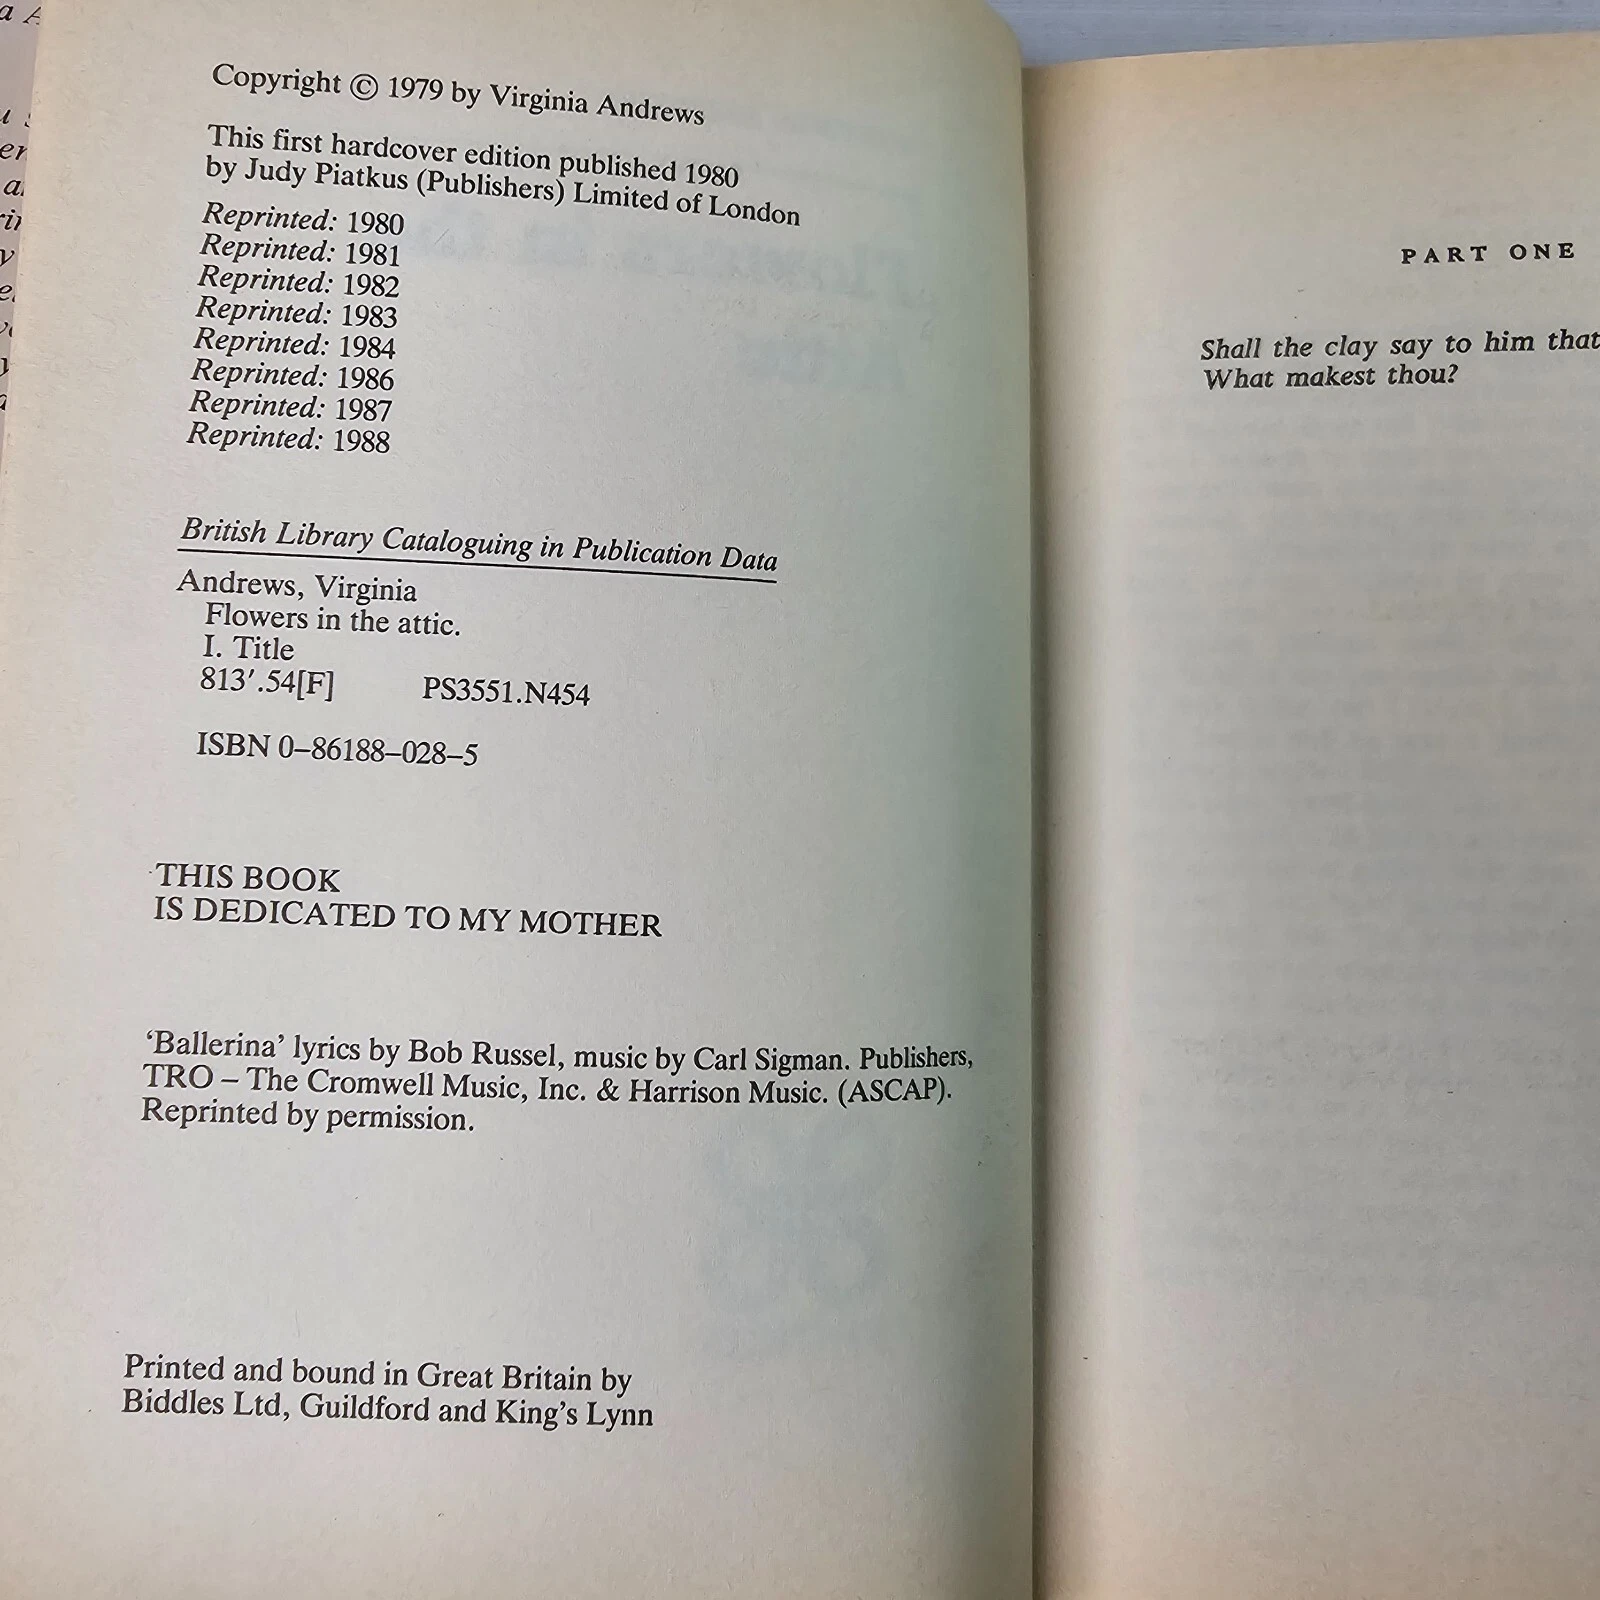 Copyright © 1979 by Virginia Andrews
This first hardcover edition published 1980
by Judy Piatkus (Publishers) Limited of London
Reprinted: 1980
Reprinted: 1981
Reprinted: 1982
Reprinted: 1983
Reprinted: 1984
Reprinted: 1986
Reprinted: 1987
Reprinted: 1988
British Library Cataloguing in Publication Data
Andrews, Virginia
Flowers in the attic.
I. Title
813′.54[F] PS3551.N454
ISBN 0–86188–028–5
THIS BOOK
IS DEDICATED TO MY MOTHER
‘Ballerina’ lyrics by Bob Russel, music by Carl Sigman. Publishers,
TRO – The Cromwell Music, Inc. & Harrison Music. (ASCAP).
Reprinted by permission.
Printed and bound in Great Britain by
Biddles Ltd, Guildford and King's Lynn
PART ONE
Shall the clay say to him that
What makest thou?